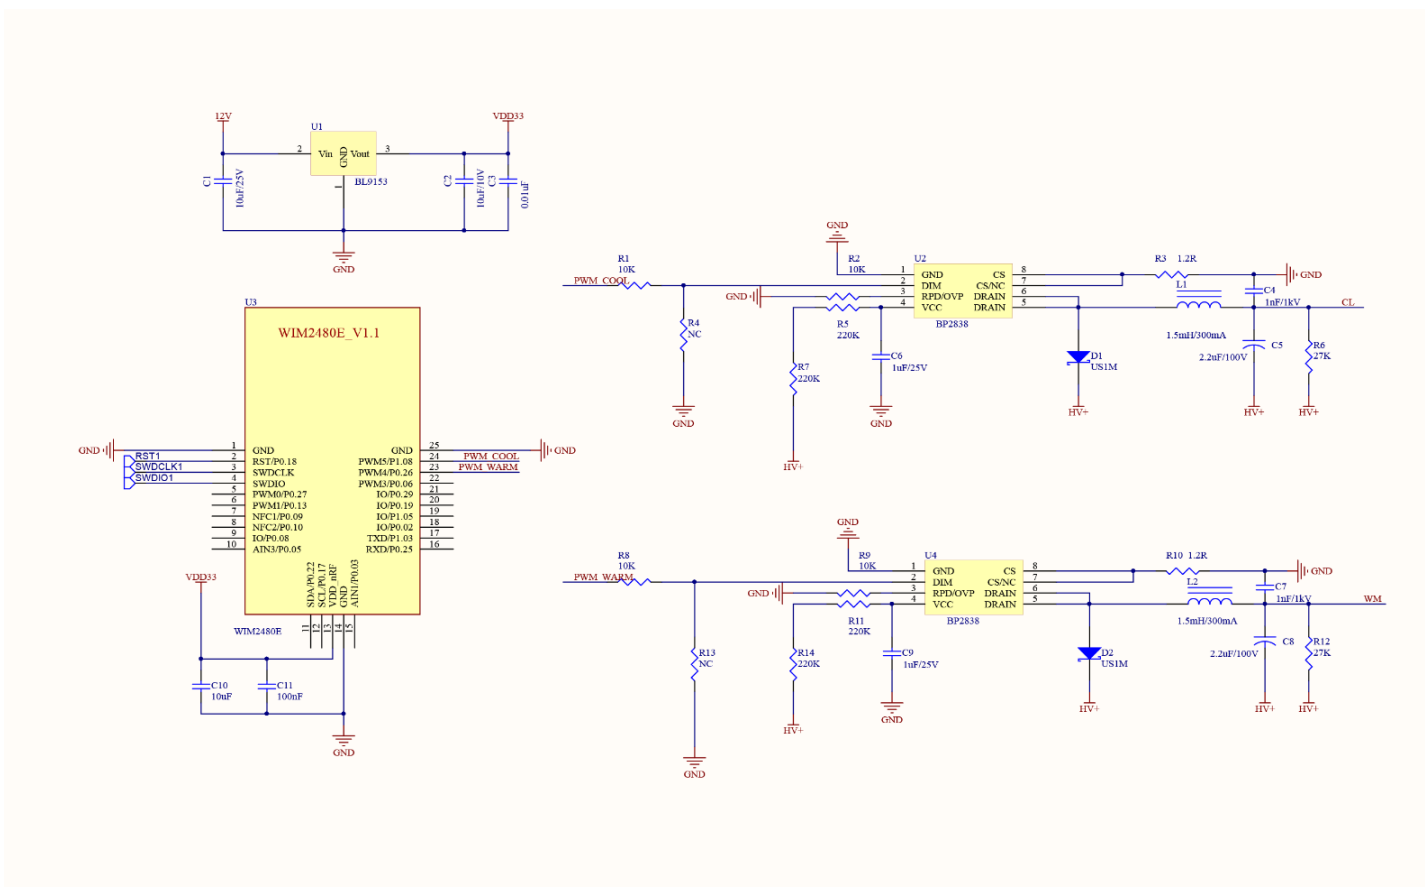 12V
U1
VDD33
2
Vin
GND
Vout
3
1
BL9153
C1
10uF/25V
C2
10uF/10V
C3
0.01uF
GND
U3
WIM2480E_V1.1
GND
1 GND
RST1 2 RST/P0.18
SWDCLK1 3 SWDCLK
SWDIO1 4 SWDIO
5 PWM0/P0.27
6 PWM1/P0.13
7 NFC1/P0.09
8 NFC2/P0.10
9 IO/P0.08
10 AIN3/P0.05
GND 25 GND
PWM5/P1.08 24 PWM_COOL
PWM4/P0.26 23 PWM_WARM
PWM3/P0.06 22
IO/P0.29 21
IO/P0.19 20
IO/P1.05 19
IO/P0.02 18
TXD/P1.03 17
RXD/P0.25 16
SDA/P0.22
SCL/P0.17
VDD_nRF
GND
AIN1/P0.03
11
12
13
14
15
WIM2480E
VDD33
C10
10uF
C11
100nF
GND
PWM_COOL
R1
10K
R4
NC
GND
GND
R2
10K
GND
R5
220K
R7
220K
HV+
C6
1uF/25V
GND
U2
1 GND CS 8
2 DIM CS/NC 7
3 RPD/OVP DRAIN 6
4 VCC DRAIN 5
BP2838
R3 1.2R
GND
L1
1.5mH/300mA
C4
1nF/1kV
CL
D1
US1M
HV+
C5
2.2uF/100V
HV+
R6
27K
HV+
PWM_WARM
R8
10K
R13
NC
GND
GND
R9
10K
GND
R11
220K
R14
220K
HV+
C9
1uF/25V
GND
U4
1 GND CS 8
2 DIM CS/NC 7
3 RPD/OVP DRAIN 6
4 VCC DRAIN 5
BP2838
R10 1.2R
GND
L2
1.5mH/300mA
C7
1nF/1kV
WM
D2
US1M
HV+
C8
2.2uF/100V
HV+
R12
27K
HV+